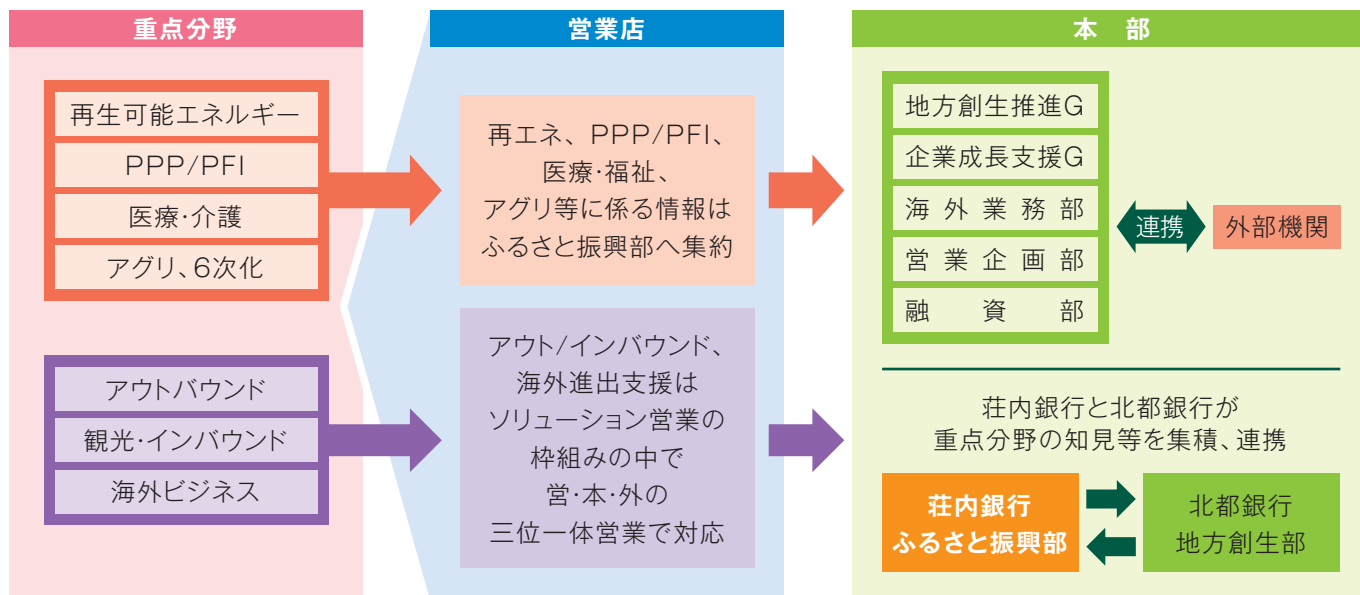 重点分野
再生可能エネルギー
PPP/PFI
医療・介護
アグリ、6次化
アウトバウンド
観光・インバウンド
海外ビジネス
営業店
再エネ、PPP/PFI、
医療・福祉、
アグリ等に係る情報は
ふるさと振興部へ集約
アウト/インバウンド、
海外進出支援は
ソリューション営業の
枠組みの中で
営・本・外の
三位一体営業で対応
本 部
地方創生推進G
企業成長支援G
海外業務部
営業企画部
融資部
連携
外部機関
荘内銀行と北都銀行が
重点分野の知見等を集積、連携
荘内銀行
ふるさと振興部
北都銀行
地方創生部